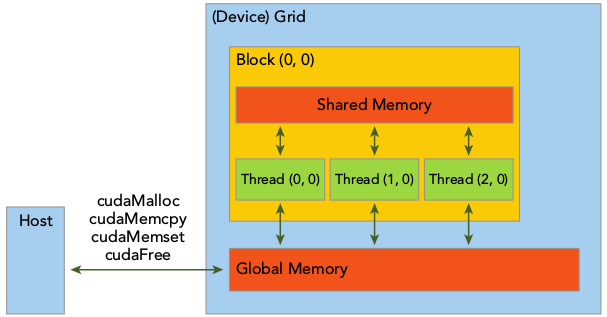 (Device) Grid
Block (0, 0)
Shared Memory
Thread (0, 0)
Thread (1, 0)
Thread (2, 0)
cudaMalloc
cudaMemcpy
cudaMemset
cudaFree
Host
Global Memory